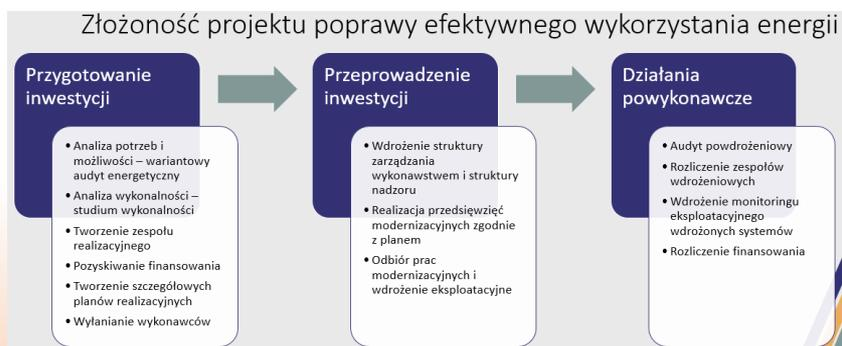 Złożoność projektu poprawy efektywnego wykorzystania energii
Przygotowanie
inwestycji
• Analiza potrzeb i
możliwości – wariantowy
audyt energetyczny
• Analiza wykonalności –
studium wykonalności
• Tworzenie zespołu
realizacyjnego
• Pozyskiwanie finansowania
• Tworzenie szczegółowych
planów realizacyjnych
• Wyłanianie wykonawców
Przeprowadzenie
inwestycji
• Wdrożenie struktury
zarządzania
wykonawstwem i struktury
nadzoru
• Realizacja przedsięwzięć
modernizacyjnych zgodnie
z planem
• Odbiór prac
modernizacyjnych i
wdrożenie eksploatacyjne
Działania
powykonawcze
• Audyt powdrożeniowy
• Rozliczenie zespołów
wdrożeniowych
• Wdrożenie monitoringu
eksploatacyjnego
wdrożonych systemów
• Rozliczenie finansowania